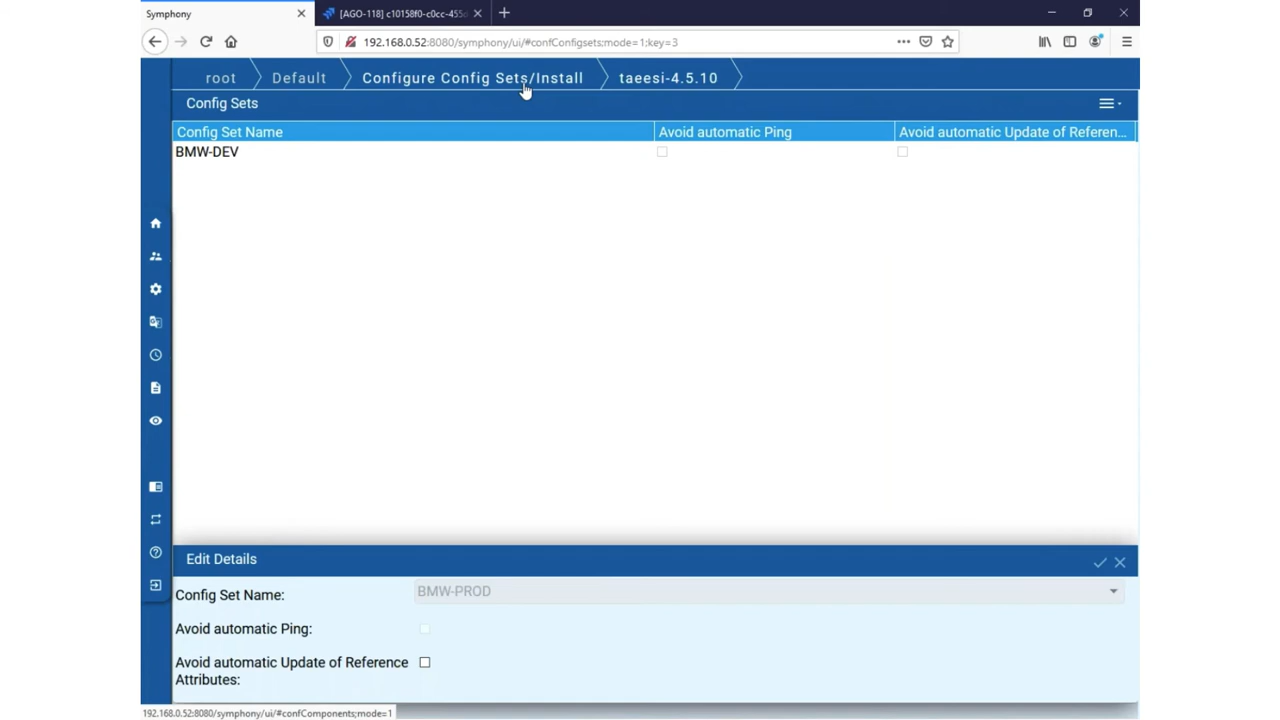 Symphony
[AGO-118] c10158f0-c0cc-455
192.168.0.52:8080/symphony/ui/#confConfigsets;mode=1;key=3
root Default Configure Config Sets/Install taeesi-4.5.10
Config Sets
Config Set Name Avoid automatic Ping Avoid automatic Update of Referen...
BMW-DEV
Edit Details
Config Set Name: BMW-PROD
Avoid automatic Ping:
Avoid automatic Update of Reference
Attributes:
192.168.0.52:8080/symphony/ui/#confComponents;mode=1